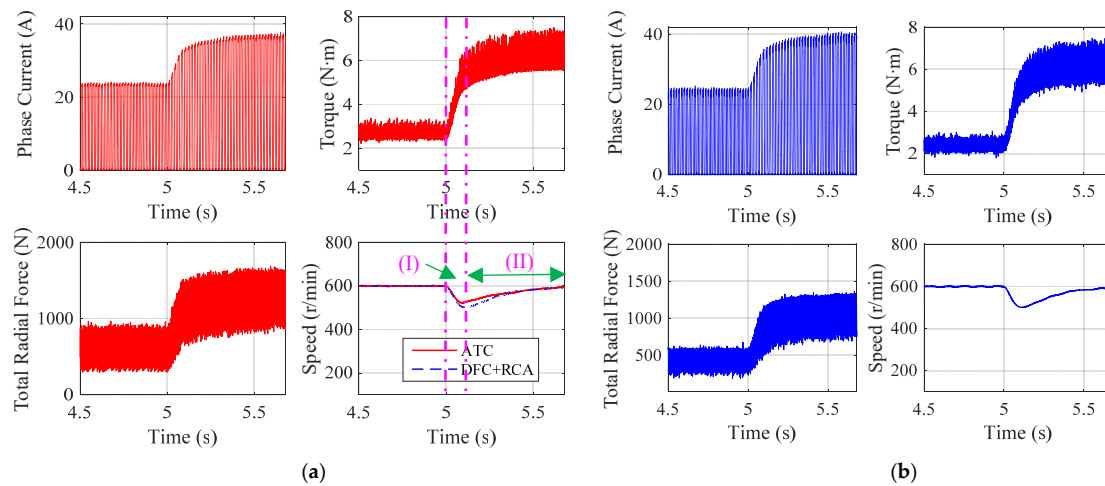 Phase Current (A)
40
20
0
4.5 5 5.5
Time (s)
Torque (N·m)
8
6
4
2
4.5 5 5.5
Time (s)
Total Radial Force (N)
2000
1000
0
4.5 5 5.5
Time (s)
Speed (r/min)
800
600
400
200
4.5 5 5.5
Time (s)
(I)
(II)
ATC
DFC+RCA
(a)
Phase Current (A)
40
20
0
4.5 5 5.5
Time (s)
Torque (N·m)
8
6
4
2
4.5 5 5.5
Time (s)
Total Radial Force (N)
2000
1500
1000
500
4.5 5 5.5
Time (s)
Speed (r/min)
800
600
400
200
4.5 5 5.5
Time (s)
(b)